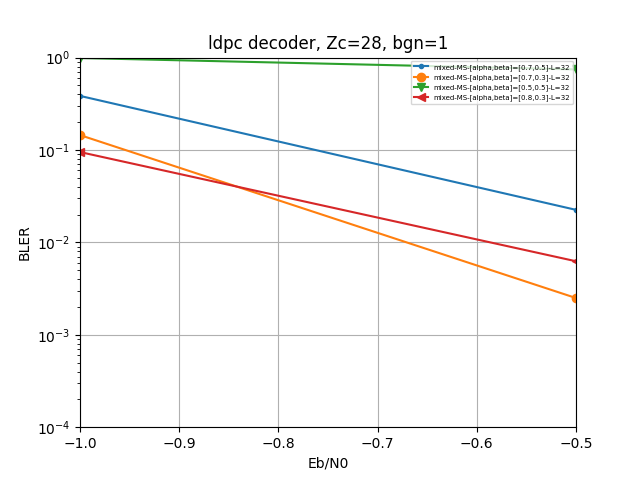 ldpc decoder, Zc=28, bgn=1
mixed-MS-[alpha,beta]=[0.7,0.5]-L=32
mixed-MS-[alpha,beta]=[0.7,0.3]-L=32
mixed-MS-[alpha,beta]=[0.5,0.5]-L=32
mixed-MS-[alpha,beta]=[0.8,0.3]-L=32
BLER
10⁰
10⁻¹
10⁻²
10⁻³
10⁻⁴
−1.0 −0.9 −0.8 −0.7 −0.6 −0.5
Eb/N0